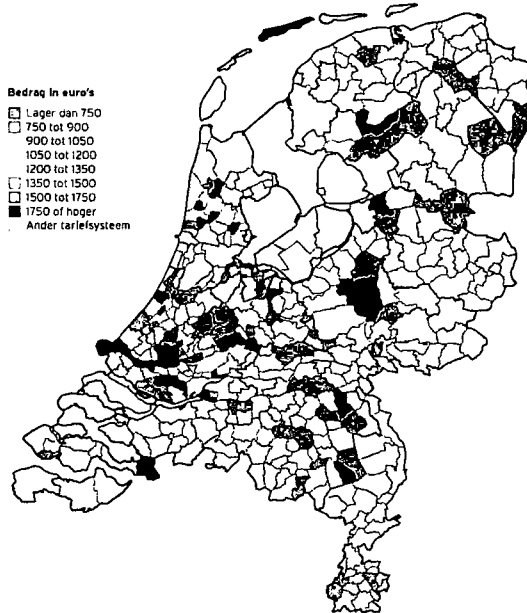 Bedrag in euro's
Lager dan 750
750 tot 900
900 tot 1050
1050 tot 1200
1200 tot 1350
1350 tot 1500
1500 tot 1750
1750 of hoger
Ander tariefsysteem